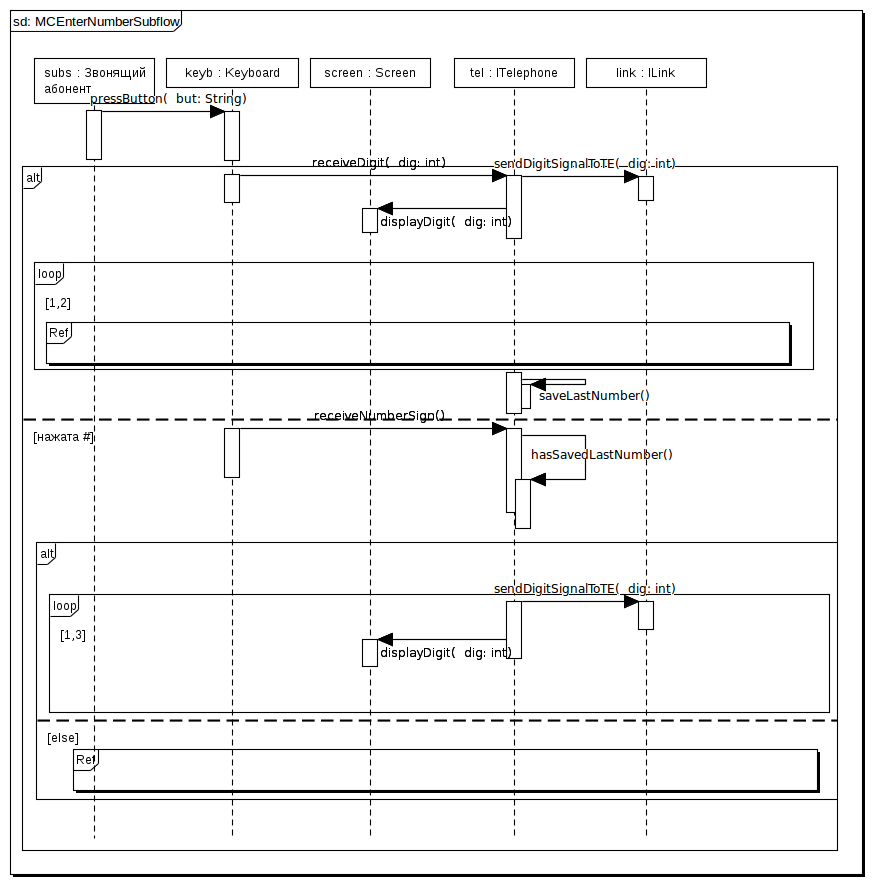 sd: MCEnterNumberSubflow
subs : Звонящий
абонент
keyb : Keyboard
screen : Screen
tel : ITelephone
link : ILink
pressButton( but: String)
alt
receiveDigit( dig: int)
sendDigitSignalToTE( dig: int)
displayDigit( dig: int)
loop
[1,2]
Ref
saveLastNumber()
receiveNumberSign()
[нажата #]
hasSavedLastNumber()
alt
sendDigitSignalToTE( dig: int)
loop
[1,3]
displayDigit( dig: int)
[else]
Ref